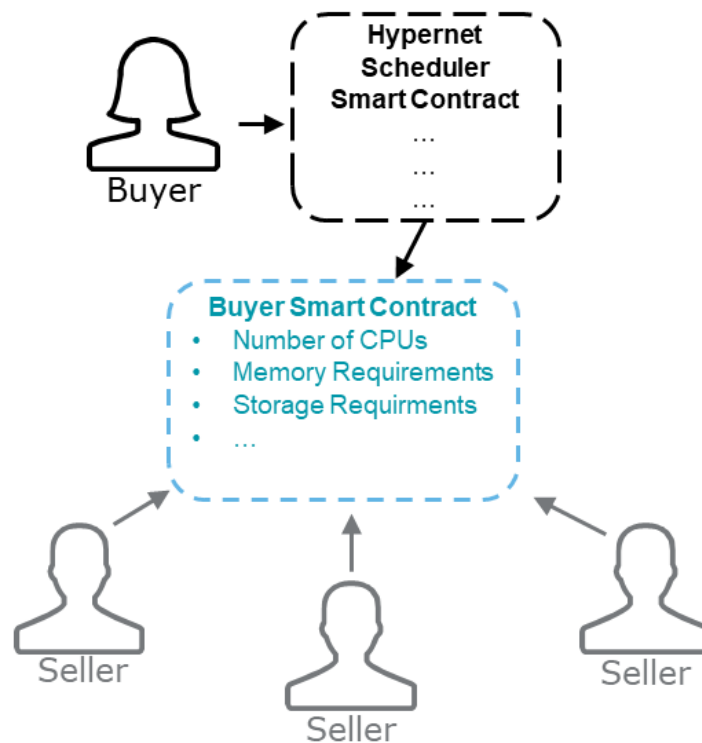 Hypernet
Scheduler
Smart Contract
...
...
...
Buyer
Buyer Smart Contract
• Number of CPUs
• Memory Requirements
• Storage Requirments
• ...
Seller
Seller
Seller